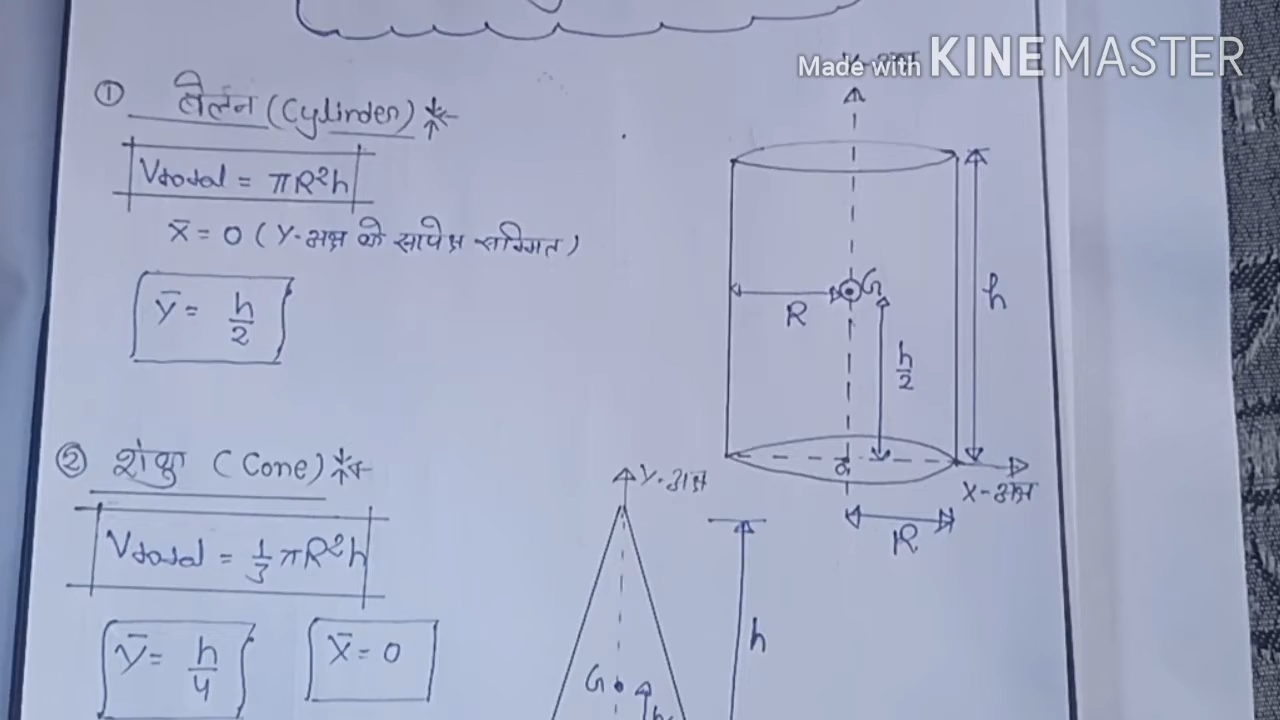 Made with KINEMASTER
① बेलन (Cylinder)
Vtotal = πR²h
x̄ = 0 (Y-अक्ष के सापेक्ष सममित)
ȳ = h/2
R
G
h/2
h
X-अक्ष
R
② शंकु (Cone)
Vtotal = 1/3 πR²h
ȳ = h/4
x̄ = 0
Y-अक्ष
h
G